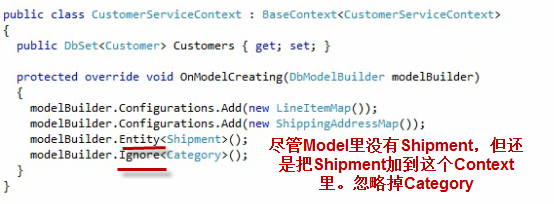 public class CustomerServiceContext : BaseContext<CustomerServiceContext>
{
public DbSet<Customer> Customers { get; set; }
protected override void OnModelCreating(DbModelBuilder modelBuilder)
{
modelBuilder.Configurations.Add(new LineItemMap());
modelBuilder.Configurations.Add(new ShippingAddressMap());
modelBuilder.Entity<Shipment>();
modelBuilder.Ignore<Category>();
}
}
尽管Model里没有Shipment，但还
是把Shipment加到这个Context
里。忽略掉Category